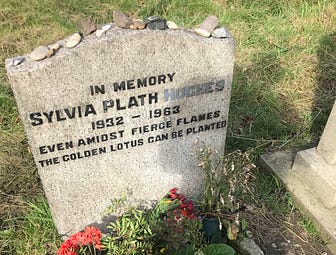 IN MEMORY
SYLVIA PLATH HUGHES
1932 - 1963
EVEN AMIDST FIERCE FLAMES
THE GOLDEN LOTUS CAN BE PLANTED